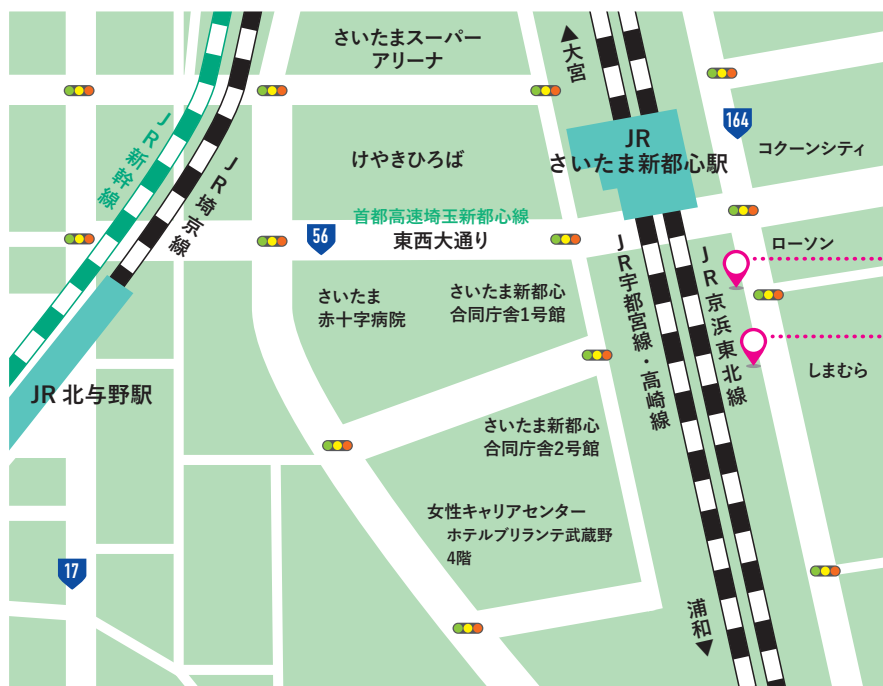 さいたまスーパー
アリーナ
▲大宮
JR新幹線
JR埼京線
JR
さいたま新都心駅
164
コクーンシティ
けやきひろば
首都高速埼玉新都心線
56
東西大通り
ローソン
さいたま
赤十字病院
さいたま新都心
合同庁舎1号館
JR宇都宮線・高崎線
JR京浜東北線
しまむら
JR 北与野駅
さいたま新都心
合同庁舎2号館
女性キャリアセンター
ホテルブリランテ武蔵野
4階
17
浦和▼